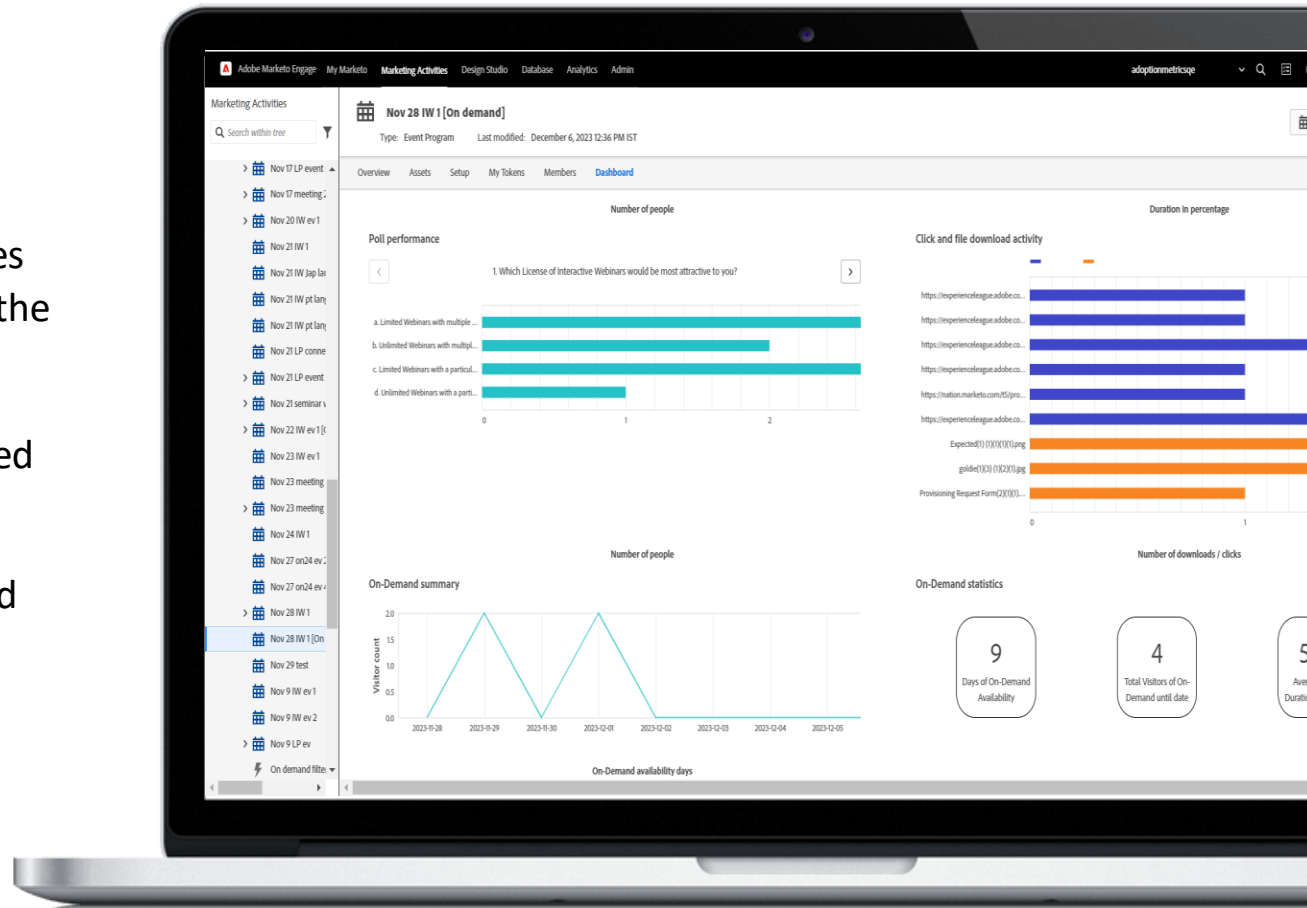 es
the
ed
d
Adobe Marketo Engage My Marketo Marketing Activities Design Studio Database Analytics Admin adoptionmetricsqe
Marketing Activities
Search within tree
Nov 17 LP event
Nov 17 meeting 2
Nov 20 IW ev1
Nov 21 IW 1
Nov 21 IW Jap lan
Nov 21 IW pt lang
Nov 21 IW pt lang
Nov 21 LP conne
Nov 21 LP event
Nov 21 seminar w
Nov 22 IW ev 1 [O
Nov 23 IW ev1
Nov 23 meeting
Nov 23 meeting
Nov 24 IW 1
Nov 27 on24 ev 2
Nov 27 on24 ev 4
Nov 28 IW 1
Nov 28 IW 1 [On
Nov 29 test
Nov 9 IW ev 1
Nov 9 IW ev 2
Nov 9 LP ev
On demand filter
Nov 28 IW 1 [On demand]
Type: Event Program Last modified: December 6, 2023 12:36 PM IST
Overview Assets Setup My Tokens Members Dashboard
Number of people
Poll performance
1. Which License of Interactive Webinars would be most attractive to you?
a. Limited Webinars with multiple ...
b. Unlimited Webinars with multipl...
c. Limited Webinars with a particul...
d. Unlimited Webinars with a parti...
0 1 2
Number of people
Duration in percentage
Click and file download activity
https://experienceleague.adobe.co...
https://experienceleague.adobe.co...
https://experienceleague.adobe.co...
https://experienceleague.adobe.co...
https://nation.marketo.com/t5/pro...
https://experienceleague.adobe.co...
Expected(1) (1)(1)(1)(1).png
goldie(1)(3) (1)(2)(1).jpg
Provisioning Request Form(2)(1)(1)....
0 1
Number of downloads / clicks
On-Demand summary
Visitor count
2.0
1.5
1.0
0.5
0.0
2023-11-28 2023-11-29 2023-11-30 2023-12-01 2023-12-02 2023-12-03 2023-12-04 2023-12-05
On-Demand availability days
On-Demand statistics
9
Days of On-Demand
Availability
4
Total Visitors of On-
Demand until date
5
Aver
Duratio